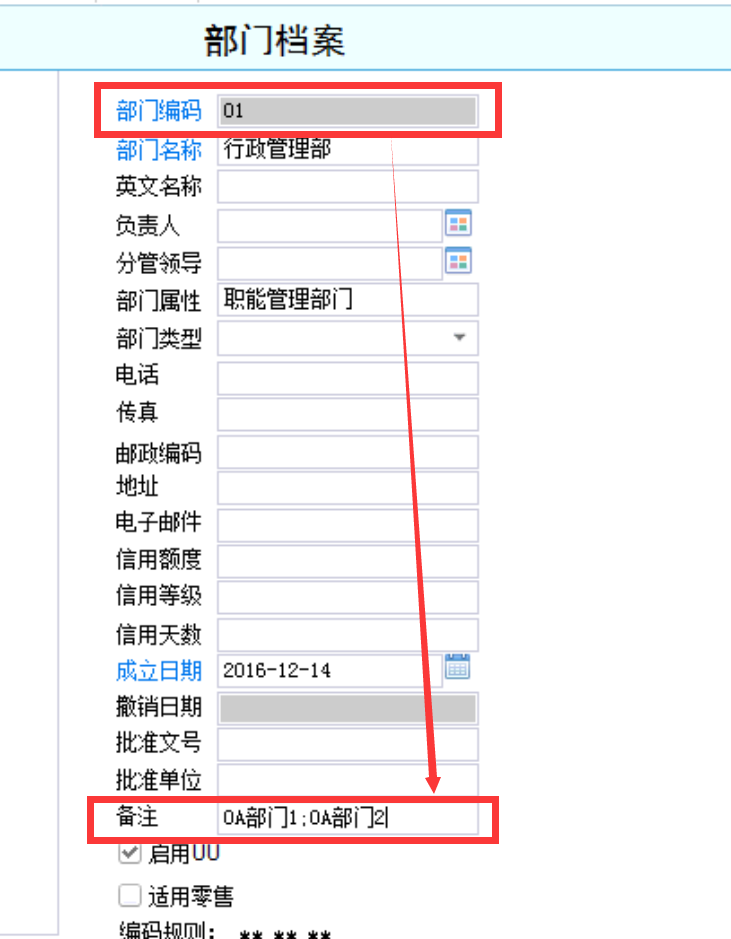 部门档案
部门编码 01
部门名称 行政管理部
英文名称
负责人
分管领导
部门属性 职能管理部门
部门类型
电话
传真
邮政编码
地址
电子邮件
信用额度
信用等级
信用天数
成立日期 2016-12-14
撤销日期
批准文号
批准单位
备注 OA部门1;OA部门2
启用UU
适用零售
编码规则: ** ** **